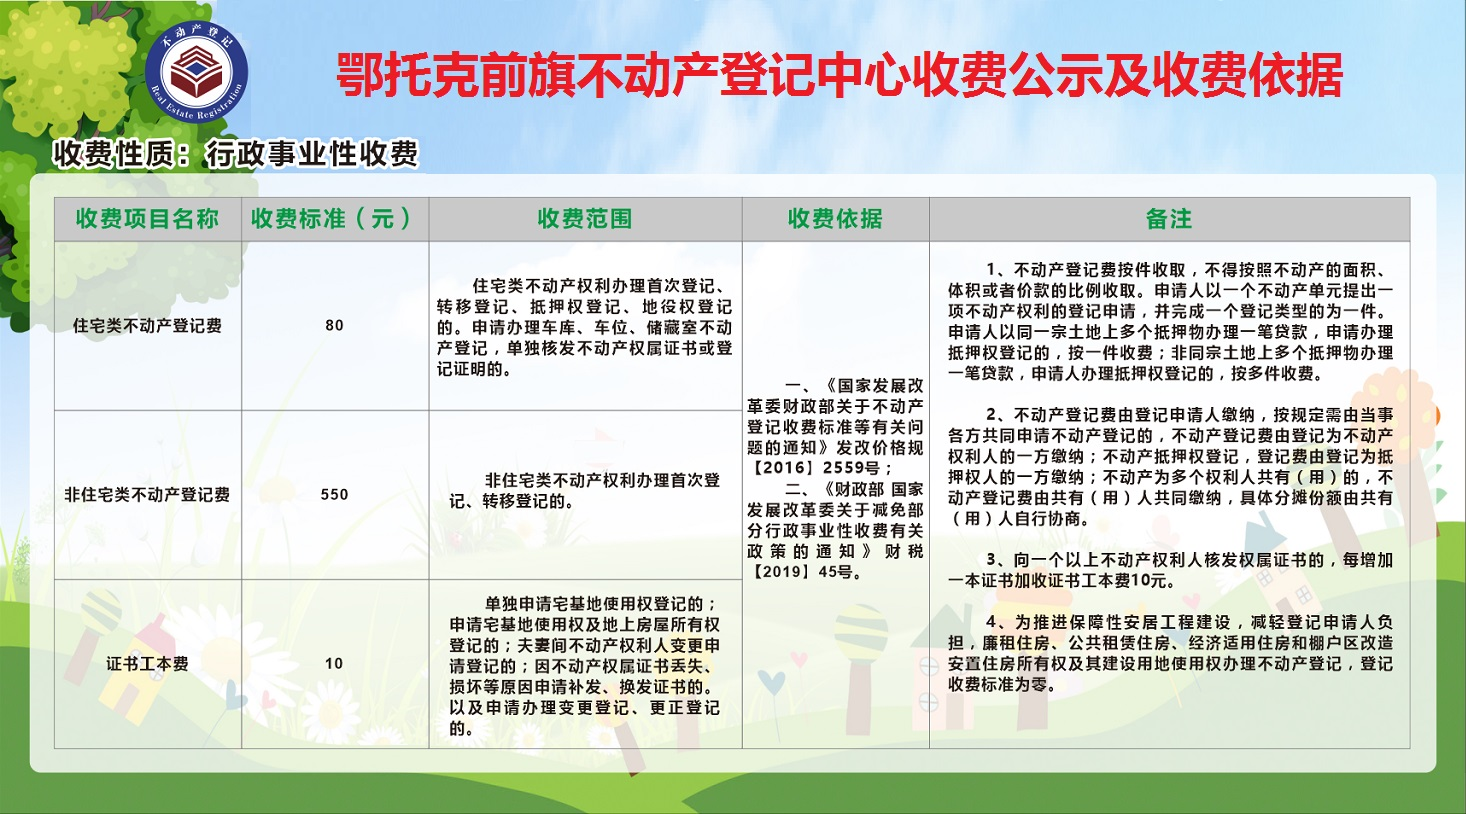 不动产登记
Real Estate Registration
鄂托克前旗不动产登记中心收费公示及收费依据
收费性质：行政事业性收费
收费项目名称
收费标准（元）
收费范围
收费依据
备注
住宅类不动产登记费
80
住宅类不动产权利办理首次登记、
转移登记、抵押权登记、地役权登记
的。申请办理车库、车位、储藏室不动
产登记，单独核发不动产权属证书或登
记证明的。
非住宅类不动产登记费
550
非住宅类不动产权利办理首次登
记、转移登记的。
证书工本费
10
单独申请宅基地使用权登记的；
申请宅基地使用权及地上房屋所有权
登记的；夫妻间不动产权利人变更申
请登记的；因不动产权属证书丢失、
损坏等原因申请补发、换发证书的。
以及申请办理变更登记、更正登记
的。
一、《国家发展改
革委财政部关于不动产
登记收费标准等有关问
题的通知》发改价格规
【2016】2559号；
二、《财政部 国家
发展改革委关于减免部
分行政事业性收费有关
政策的通知》财税
【2019】45号。
1、不动产登记费按件收取，不得按照不动产的面积、
体积或者价款的比例收取。申请人以一个不动产单元提出一
项不动产权利的登记申请，并完成一个登记类型的为一件。
申请人以同一宗土地上多个抵押物办理一笔贷款，申请办理
抵押权登记的，按一件收费；非同宗土地上多个抵押物办理
一笔贷款，申请人办理抵押权登记的，按多件收费。
2、不动产登记费由登记申请人缴纳，按规定需由当事
各方共同申请不动产登记的，不动产登记费由登记为不动产
权利人的一方缴纳；不动产抵押权登记，登记费由登记为抵
押权人的一方缴纳；不动产为多个权利人共有（用）的，不
动产登记费由共有（用）人共同缴纳，具体分摊份额由共有
（用）人自行协商。
3、向一个以上不动产权利人核发权属证书的，每增加
一本证书加收证书工本费10元。
4、为推进保障性安居工程建设，减轻登记申请人负
担，廉租住房、公共租赁住房、经济适用住房和棚户区改造
安置住房所有权及其建设用地使用权办理不动产登记，登记
收费标准为零。